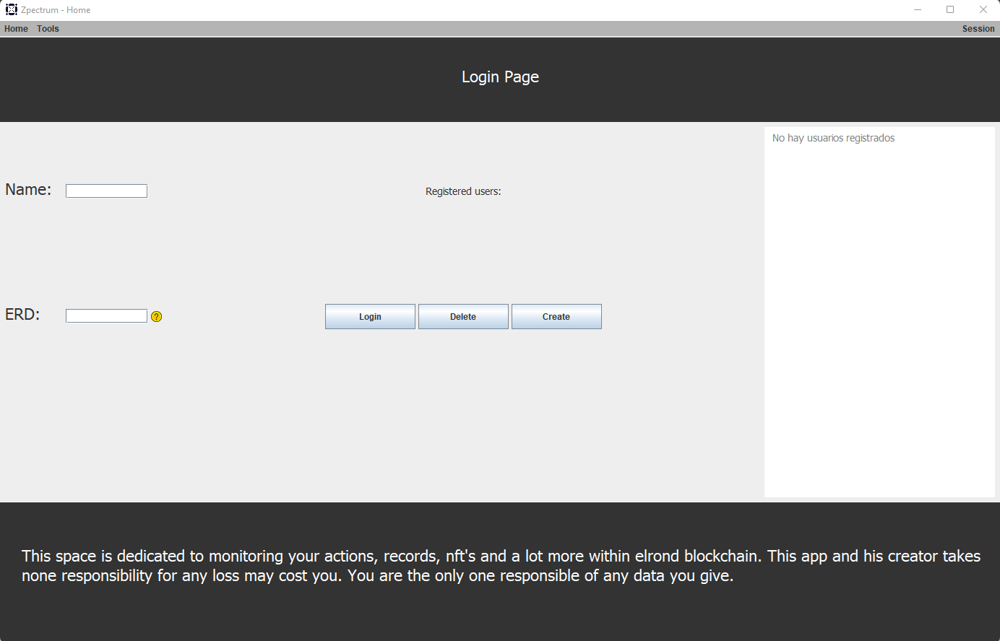 Zpectrum - Home
Home Tools Session
Login Page
No hay usuarios registrados
Name:
Registered users:
ERD:
?
Login Delete Create
This space is dedicated to monitoring your actions, records, nft's and a lot more within elrond blockchain. This app and his creator takes
none responsibility for any loss may cost you. You are the only one responsible of any data you give.